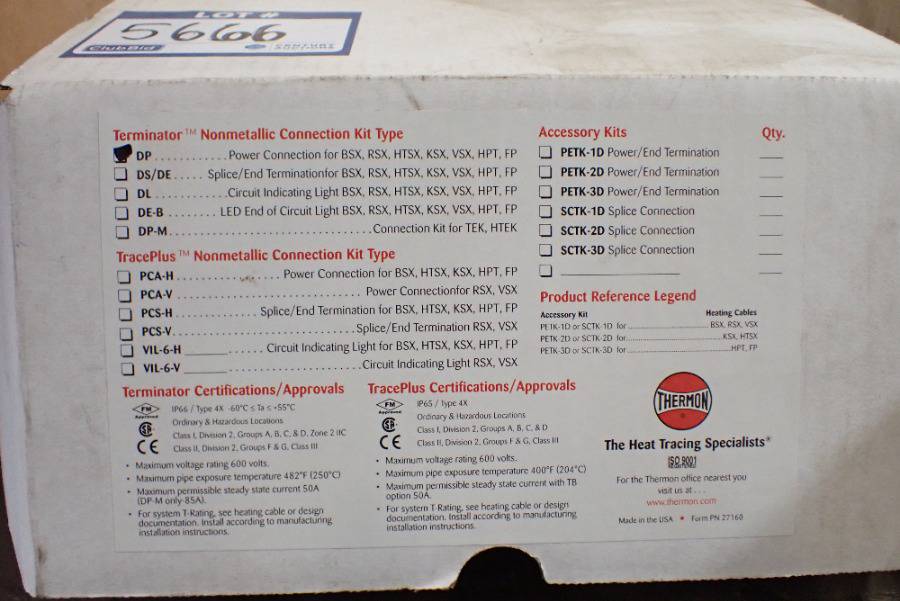 LOT #
5666
ClubBid
Terminator™ Nonmetallic Connection Kit Type
DP ............ Power Connection for BSX, RSX, HTSX, KSX, VSX, HPT, FP
DS/DE ..... Splice/End Terminationfor BSX, RSX, HTSX, KSX, VSX, HPT, FP
DL ............ Circuit Indicating Light BSX, RSX, HTSX, KSX, VSX, HPT, FP
DE-B ........ LED End of Circuit Light BSX, RSX, HTSX, KSX, VSX, HPT, FP
DP-M ................................ Connection Kit for TEK, HTEK
TracePlus™ Nonmetallic Connection Kit Type
PCA-H ................. Power Connection for BSX, HTSX, KSX, HPT, FP
PCA-V ................................ Power Connectionfor RSX, VSX
PCS-H ............. Splice/End Termination for BSX, HTSX, KSX, HPT, FP
PCS-V ................................ Splice/End Termination RSX, VSX
VIL-6-H ______ ...... Circuit Indicating Light for BSX, HTSX, KSX, HPT, FP
VIL-6-V ______ ...................... Circuit Indicating Light RSX, VSX
Terminator Certifications/Approvals
FM
Approved
IP66 / Type 4X -60°C ≤ Ta ≤ +55°C
Ordinary & Hazardous Locations
Class I, Division 2, Groups A, B, C, & D, Zone 2 IIC
Class II, Division 2, Groups F & G, Class III
CE
• Maximum voltage rating 600 volts.
• Maximum pipe exposure temperature 482°F (250°C)
• Maximum permissible steady state current 50A
(DP-M only-85A).
• For system T-Rating, see heating cable or design
documentation. Install according to manufacturing
installation instructions.
TracePlus Certifications/Approvals
FM
Approved
IP65 / Type 4X
Ordinary & Hazardous Locations
Class I, Division 2, Groups A, B, C, & D
Class II, Division 2, Groups F & G, Class III
CE
• Maximum voltage rating 600 volts.
• Maximum pipe exposure temperature 400°F (204°C)
• Maximum permissible steady state current with TB
option 50A.
• For system T-Rating, see heating cable or design
documentation. Install according to manufacturing
installation instructions.
Accessory Kits Qty.
PETK-1D Power/End Termination ___
PETK-2D Power/End Termination ___
PETK-3D Power/End Termination ___
SCTK-1D Splice Connection ___
SCTK-2D Splice Connection ___
SCTK-3D Splice Connection ___
Product Reference Legend
Accessory Kit Heating Cables
PETK-1D or SCTK-1D for ........................ BSX, RSX, VSX
PETK-2D or SCTK-2D for ........................ KSX, HTSX
PETK-3D or SCTK-3D for ........................ HPT, FP
THERMON
®
The Heat Tracing Specialists®
ISO 9001
For the Thermon office nearest you
visit us at . . .
www.thermon.com
Made in the USA • Form PN 27160